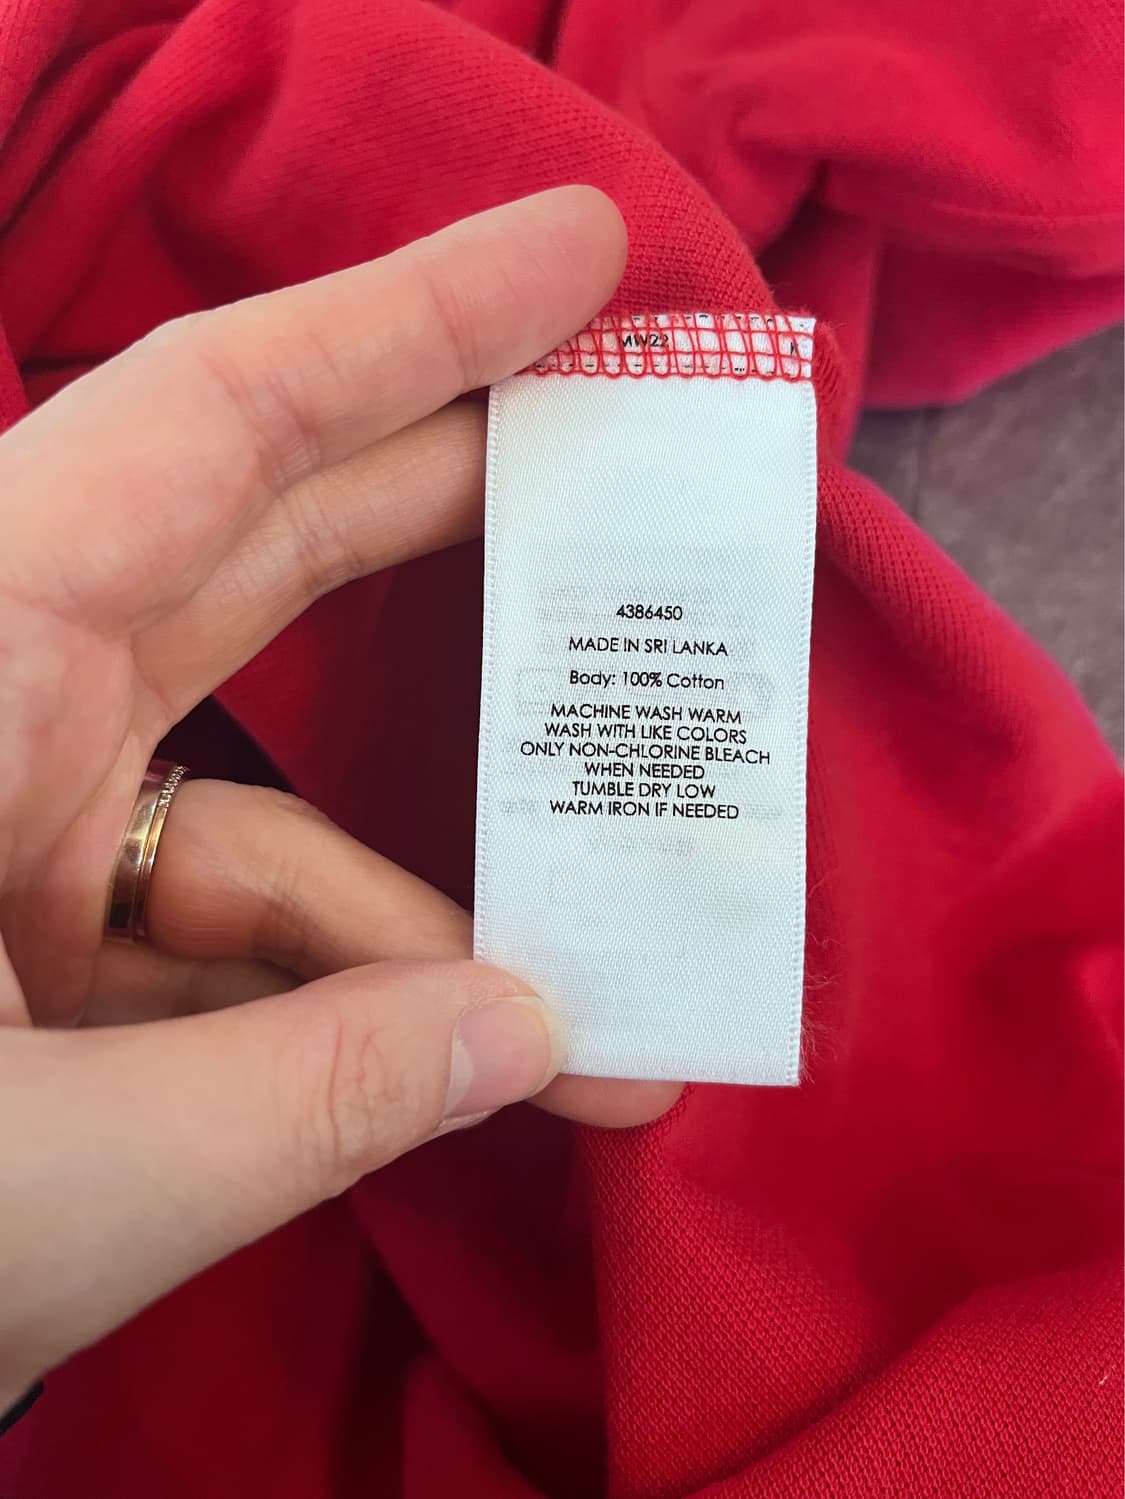 MW22
4386450
MADE IN SRI LANKA
Body: 100% Cotton
MACHINE WASH WARM
WASH WITH LIKE COLORS
ONLY NON-CHLORINE BLEACH
WHEN NEEDED
TUMBLE DRY LOW
WARM IRON IF NEEDED